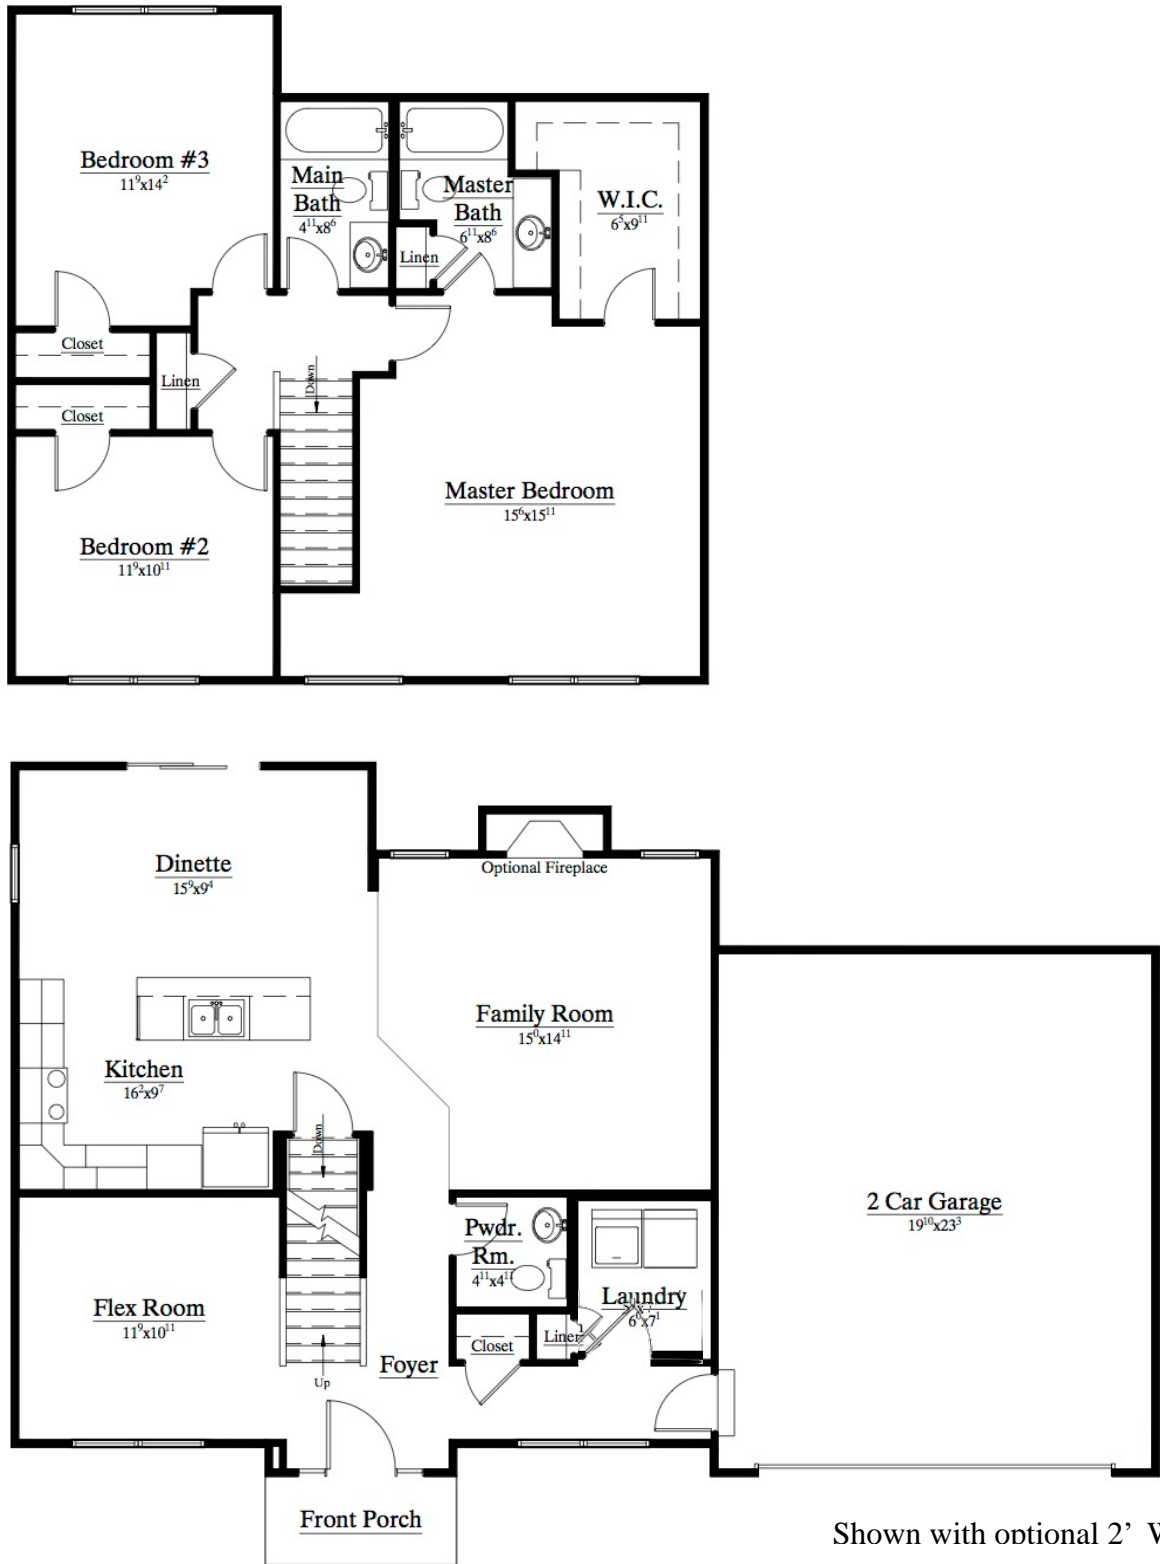 Bedroom #3
11⁹x14²
Main
Bath
4¹¹x8⁶
Master
Bath
6¹¹x8⁶
W.I.C.
6⁵x9¹¹
Linen
Closet
Linen
Closet
Down
Master Bedroom
15⁶x15¹¹
Bedroom #2
11⁹x10¹¹
Dinette
15⁹x9⁴
Optional Fireplace
Family Room
15⁰x14¹¹
Kitchen
16²x9⁷
Down
2 Car Garage
19¹⁰x23³
Pwdr.
Rm.
4¹¹x4¹¹
Flex Room
11⁹x10¹¹
Laundry
Linen
Closet
Foyer
Up
Front Porch
Shown with optional 2'